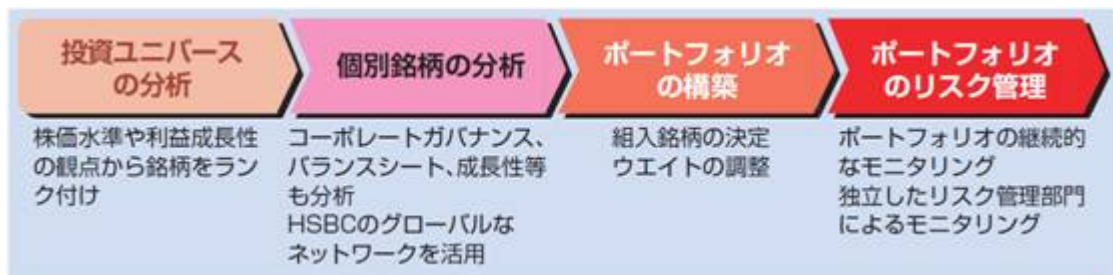 投資ユニバース
の分析
株価水準や利益成長性
の観点から銘柄をラン
ク付け
個別銘柄の分析
コーポレートガバナンス、
バランスシート、成長性等
も分析
HSBCのグローバルな
ネットワークを活用
ポートフォリオ
の構築
組入銘柄の決定
ウエイトの調整
ポートフォリオ
のリスク管理
ポートフォリオの継続的
なモニタリング
独立したリスク管理部門
によるモニタリング